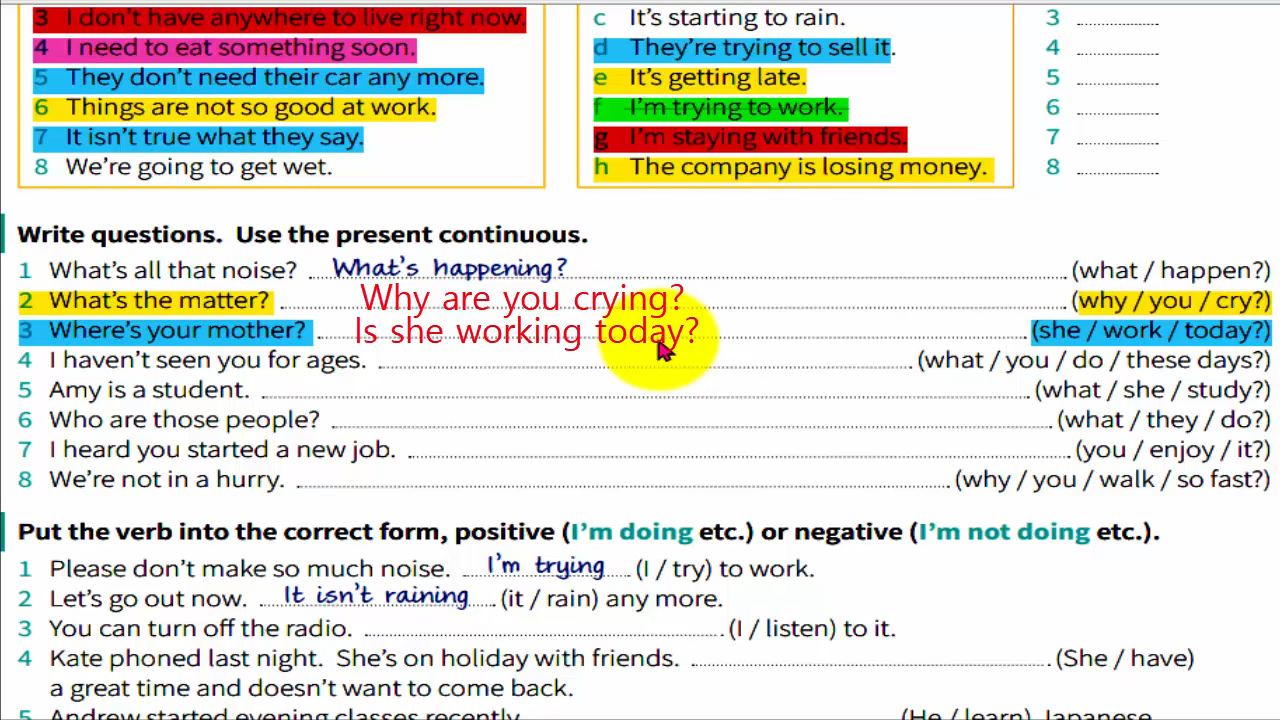 3 I don't have anywhere to live right now.
4 I need to eat something soon.
5 They don't need their car any more.
6 Things are not so good at work.
7 It isn't true what they say.
8 We're going to get wet.
c It's starting to rain.
d They're trying to sell it.
e It's getting late.
f I'm trying to work.
g I'm staying with friends.
h The company is losing money.
3 ....................
4 ....................
5 ....................
6 ....................
7 ....................
8 ....................
Write questions. Use the present continuous.
1 What's all that noise? What's happening? (what / happen?)
2 What's the matter? Why are you crying? (why / you / cry?)
3 Where's your mother? Is she working today? (she / work / today?)
4 I haven't seen you for ages. (what / you / do / these days?)
5 Amy is a student. (what / she / study?)
6 Who are those people? (what / they / do?)
7 I heard you started a new job. (you / enjoy / it?)
8 We're not in a hurry. (why / you / walk / so fast?)
Put the verb into the correct form, positive (I'm doing etc.) or negative (I'm not doing etc.).
1 Please don't make so much noise. I'm trying (I / try) to work.
2 Let's go out now. It isn't raining (it / rain) any more.
3 You can turn off the radio. (I / listen) to it.
4 Kate phoned last night. She's on holiday with friends. (She / have)
a great time and doesn't want to come back.
5 Andrew started evening classes recently. (He / learn) Japanese.